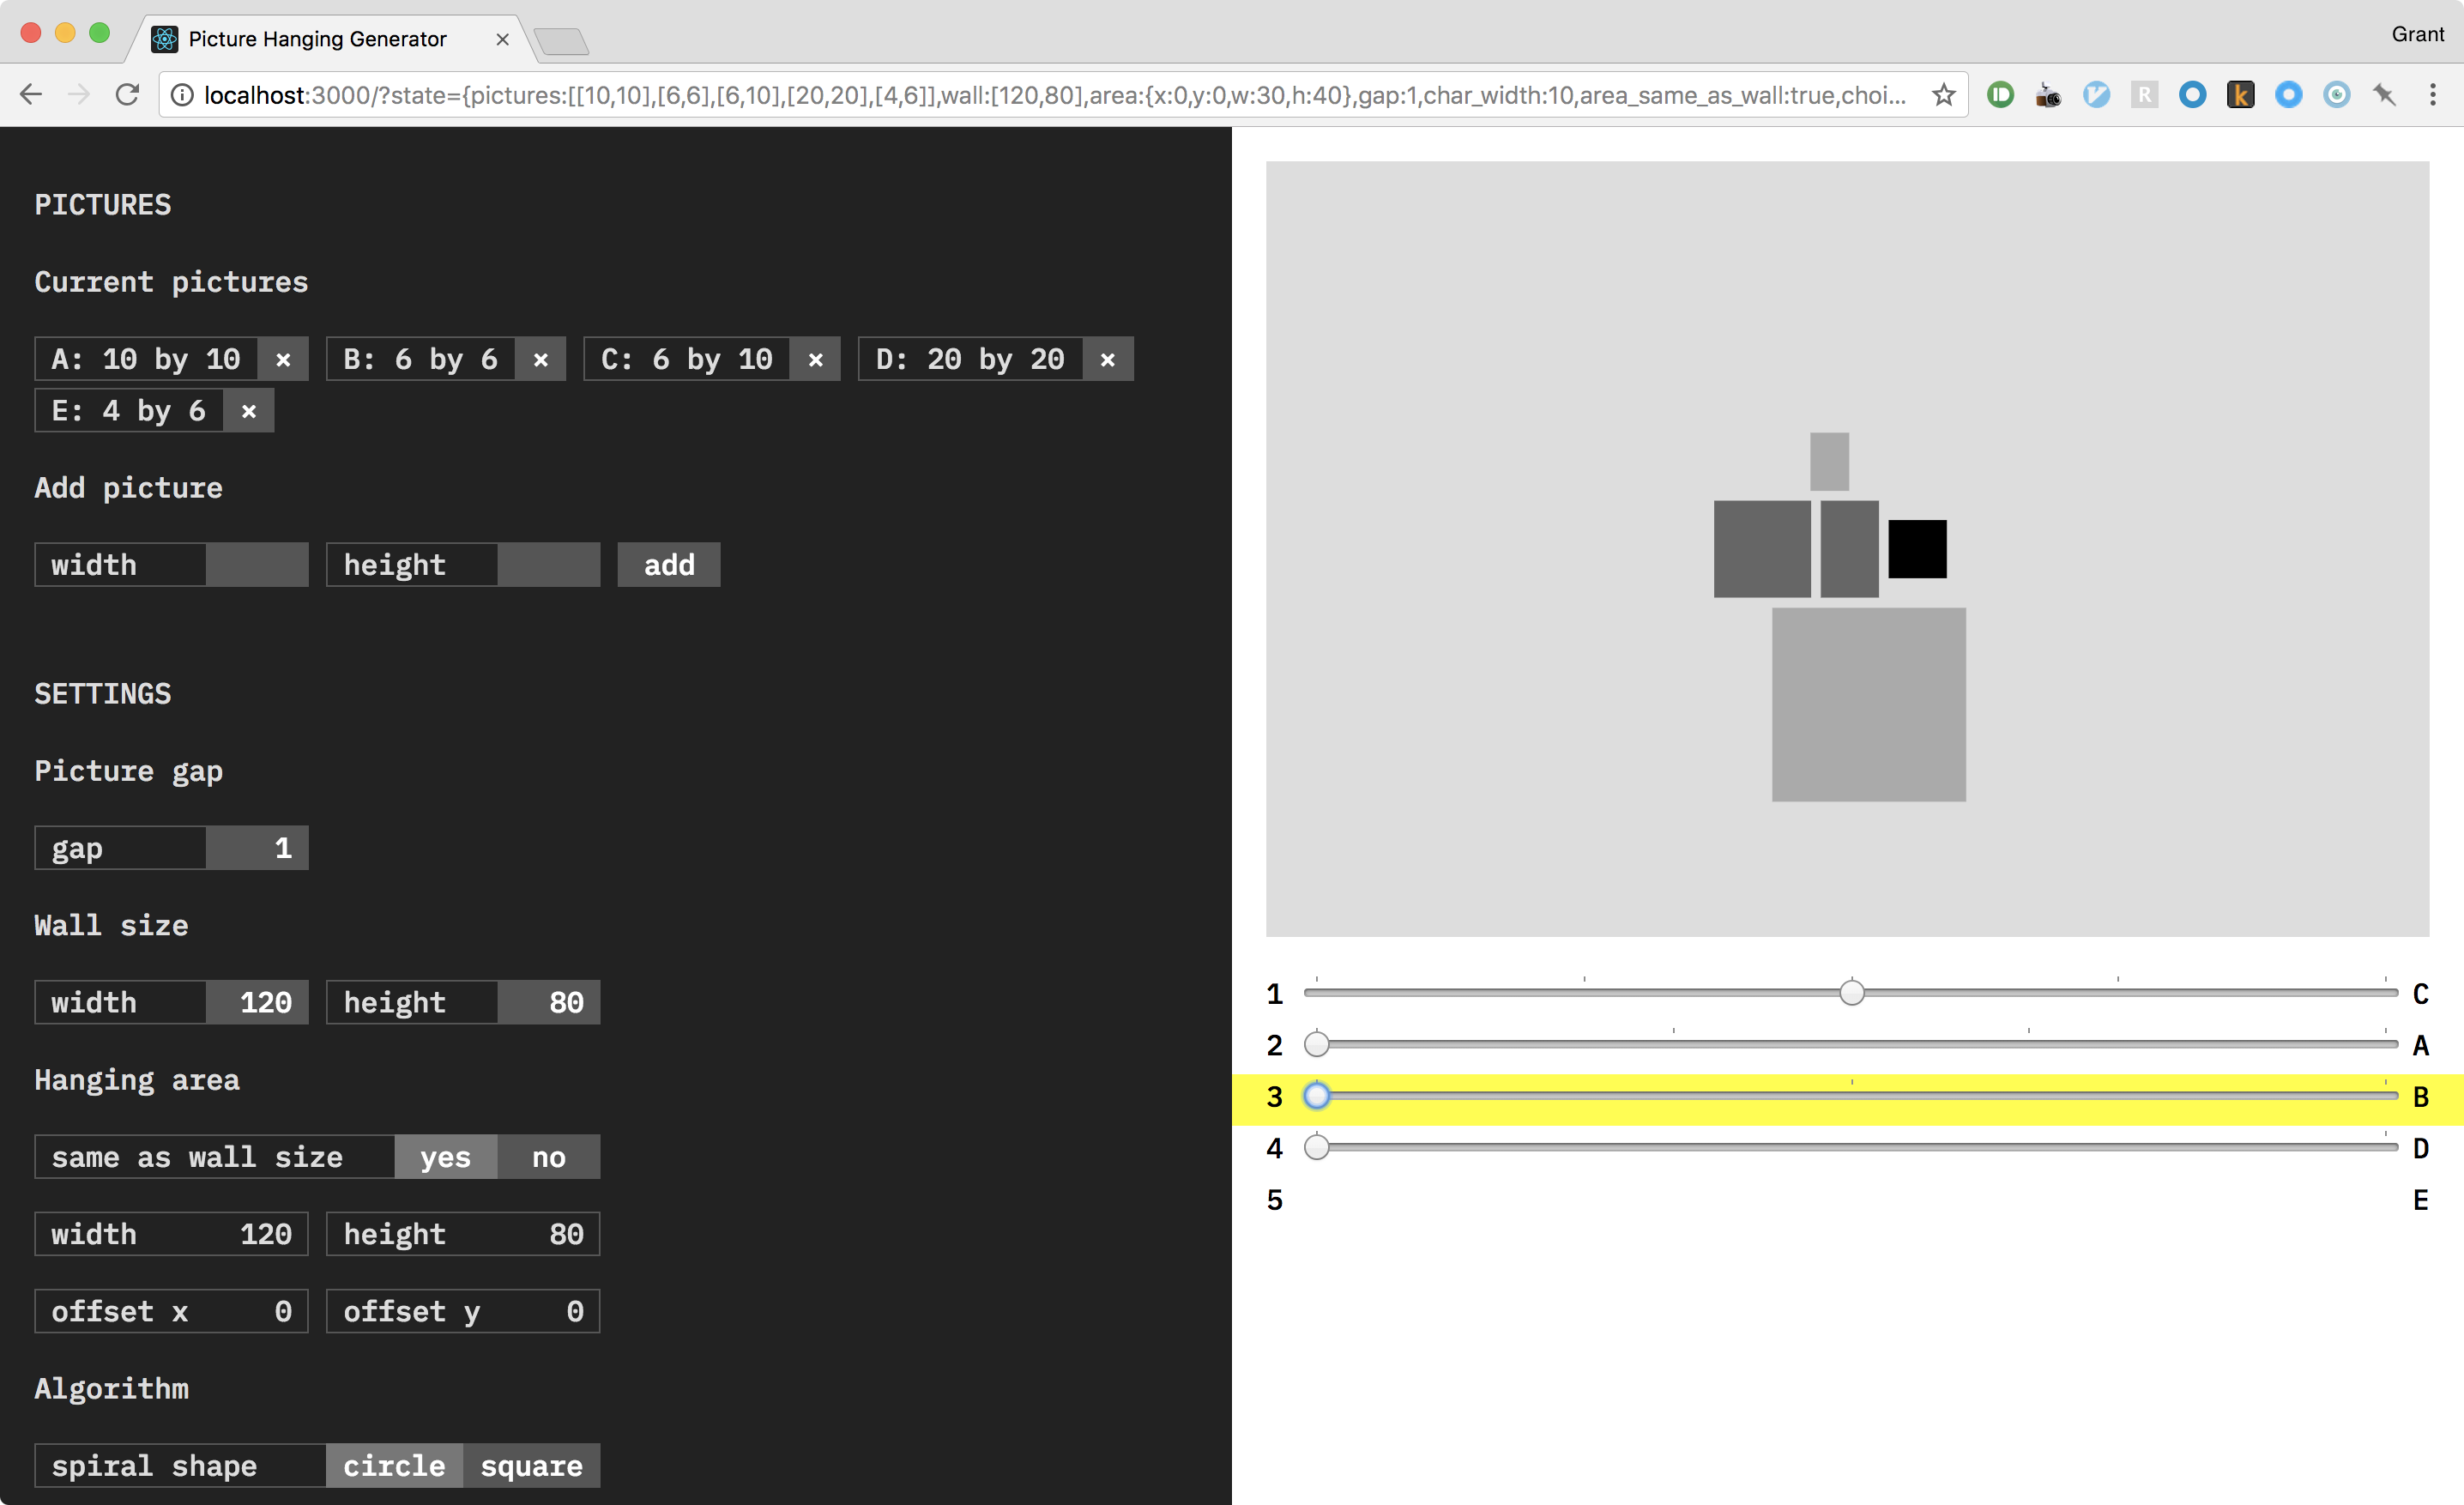 Picture Hanging Generator ×
Grant
localhost:3000/?state={pictures:[[10,10],[6,6],[6,10],[20,20],[4,6]],wall:[120,80],area:{x:0,y:0,w:30,h:40},gap:1,char_width:10,area_same_as_wall:true,choi...
R k
PICTURES
Current pictures
A: 10 by 10 × B: 6 by 6 × C: 6 by 10 × D: 20 by 20 ×
E: 4 by 6 ×
Add picture
width height add
SETTINGS
Picture gap
gap 1
Wall size
width 120 height 80
Hanging area
same as wall size yes no
width 120 height 80
offset x 0 offset y 0
Algorithm
spiral shape circle square
1 C
2 A
3 B
4 D
5 E